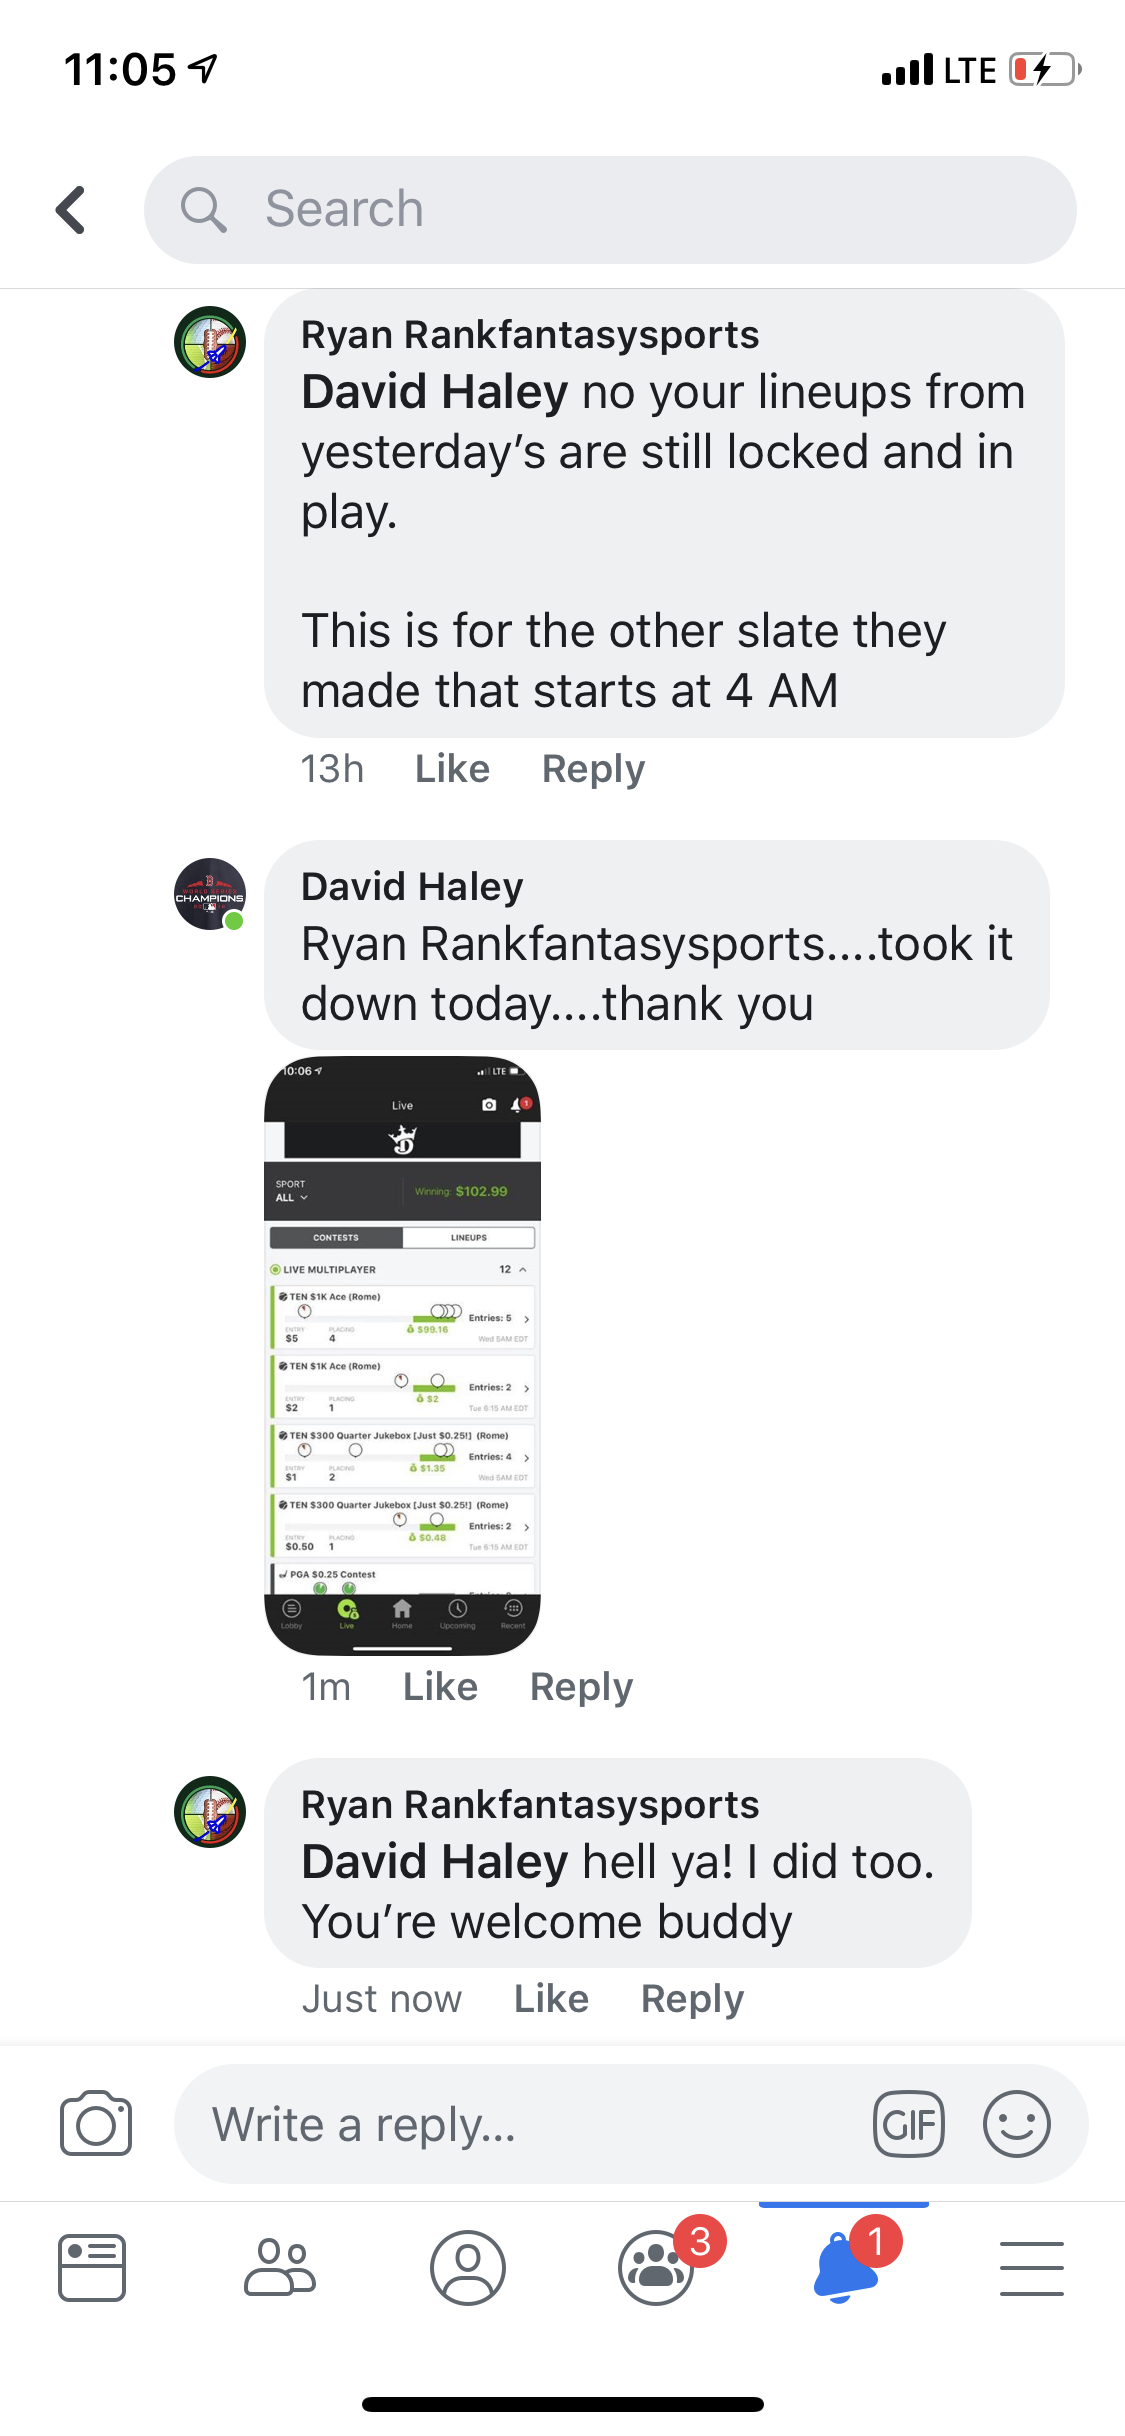 11:05
LTE
Search
Ryan Rankfantasysports
David Haley no your lineups from
yesterday's are still locked and in
play.
This is for the other slate they
made that starts at 4 AM
13h Like Reply
CHAMPIONS
David Haley
Ryan Rankfantasysports....took it
down today....thank you
10:06 LTE
Live
1
SPORT
ALL
Winning: $102.99
CONTESTS LINEUPS
LIVE MULTIPLAYER 12
TEN $1K Ace (Rome)
Entries: 5
ENTRY PLACING $99.16
$5 4 Wed 5AM EDT
TEN $1K Ace (Rome)
Entries: 2
ENTRY PLACING $2
$2 1 Tue 6:15 AM EDT
TEN $300 Quarter Jukebox [Just $0.25!] (Rome)
Entries: 4
ENTRY PLACING $1.35
$1 2 Wed 5AM EDT
TEN $300 Quarter Jukebox [Just $0.25!] (Rome)
Entries: 2
ENTRY PLACING $0.48
$0.50 1 Tue 6:15 AM EDT
PGA $0.25 Contest
Lobby Live Home Upcoming Recent
1m Like Reply
Ryan Rankfantasysports
David Haley hell ya! I did too.
You're welcome buddy
Just now Like Reply
Write a reply...
GIF
3
1